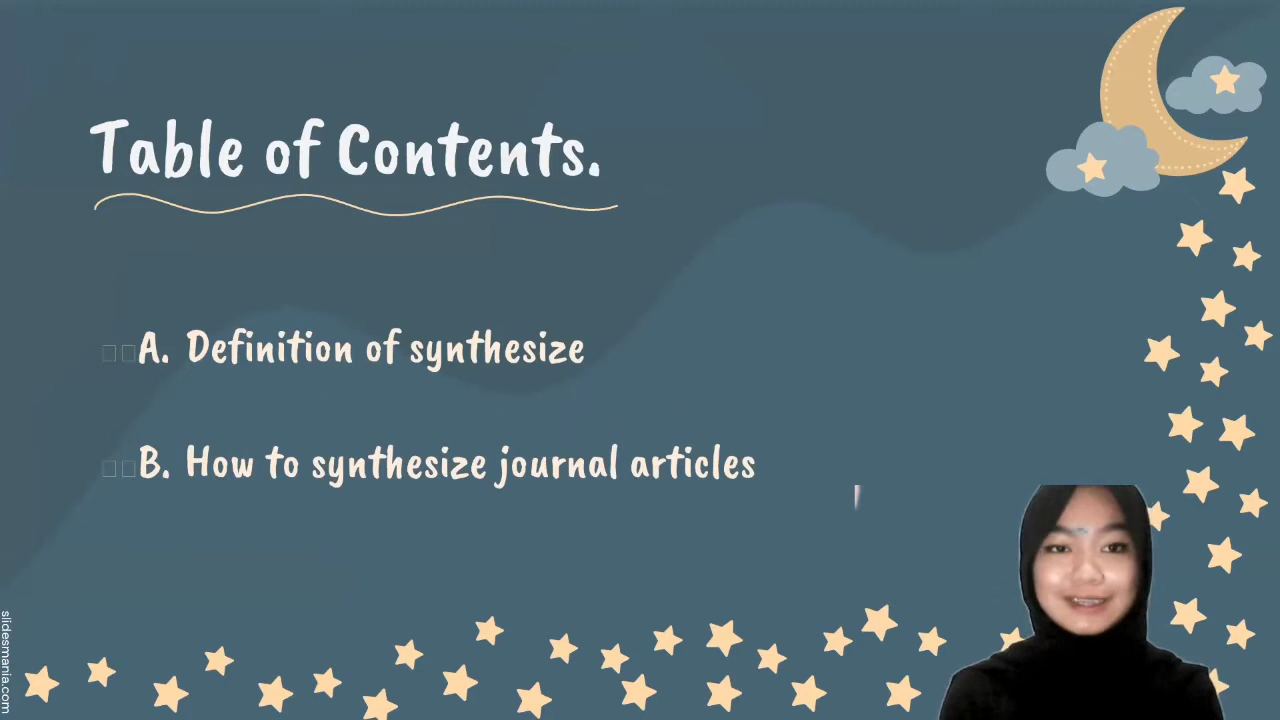 Table of Contents.
A. Definition of synthesize
B. How to synthesize journal articles
slidesmania.com